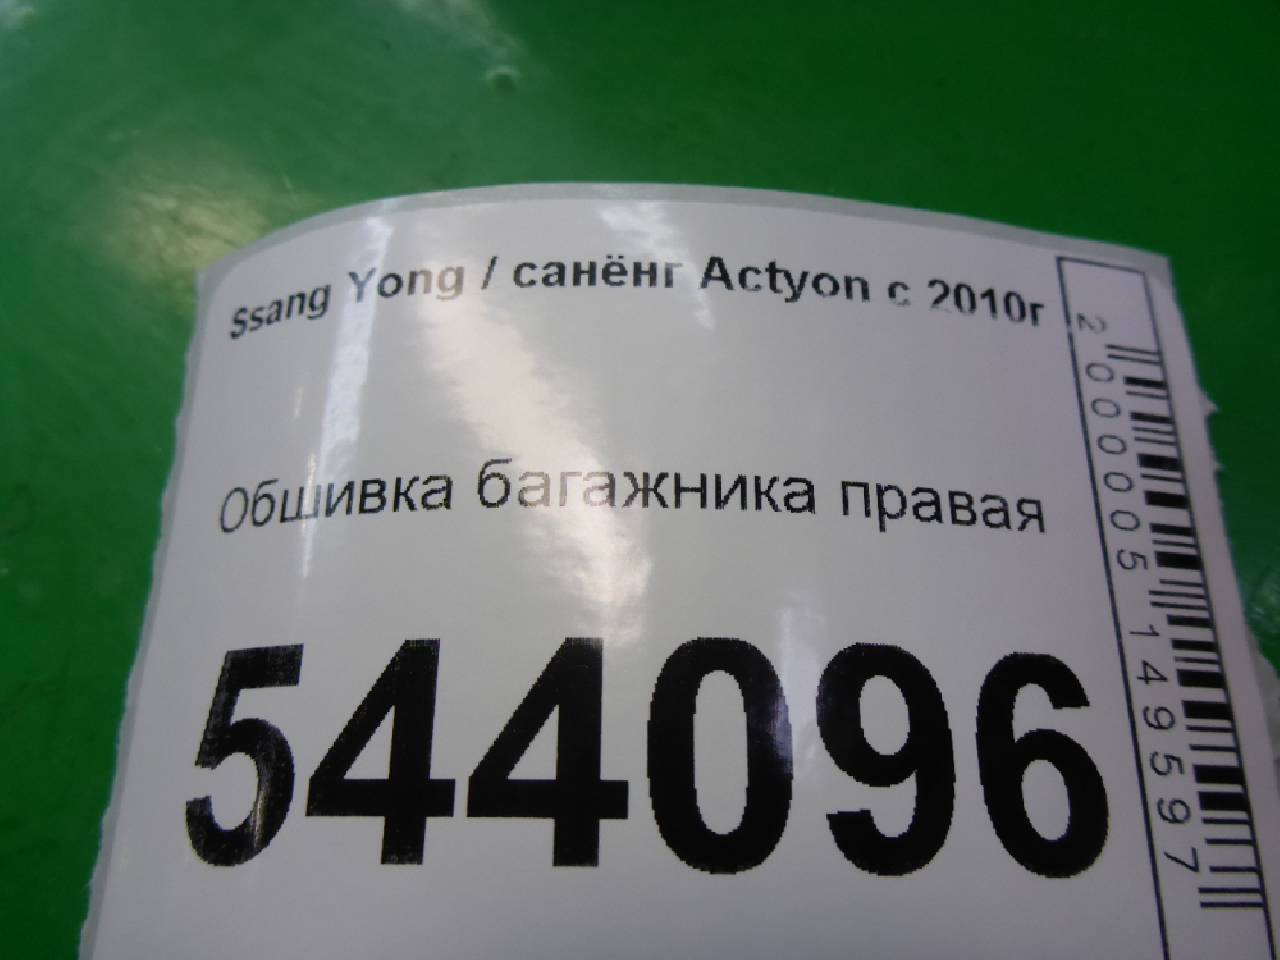 Ssang Yong / санёнг Actyon с 2010г
Обшивка багажника правая
544096
2000005149597